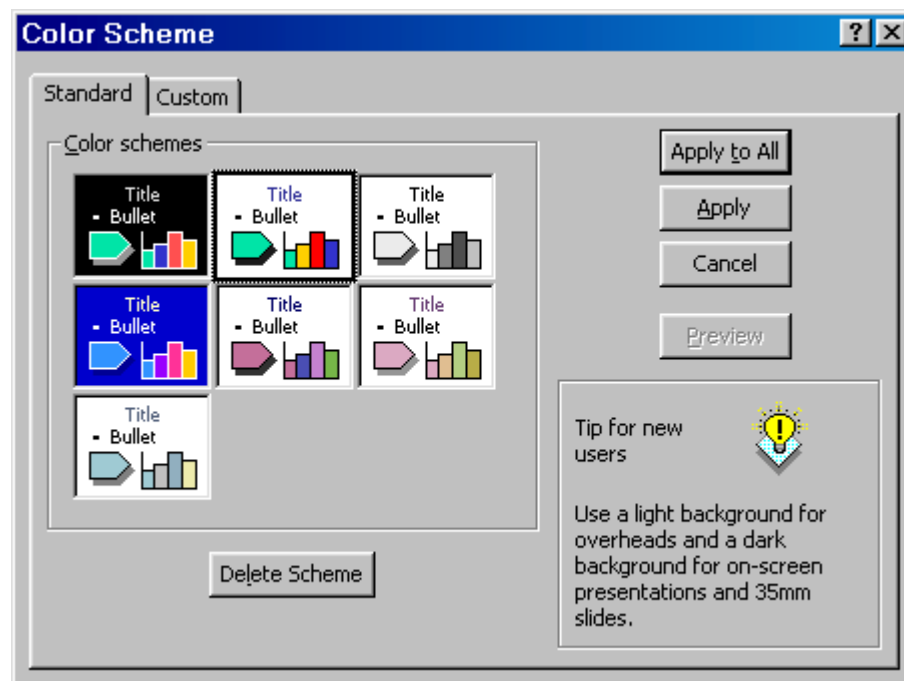 Color Scheme
Standard
Custom
Color schemes
Title
- Bullet
Title
- Bullet
Title
- Bullet
Title
- Bullet
Title
- Bullet
Title
- Bullet
Title
- Bullet
Delete Scheme
Apply to All
Apply
Cancel
Preview
Tip for new
users
Use a light background for
overheads and a dark
background for on-screen
presentations and 35mm
slides.